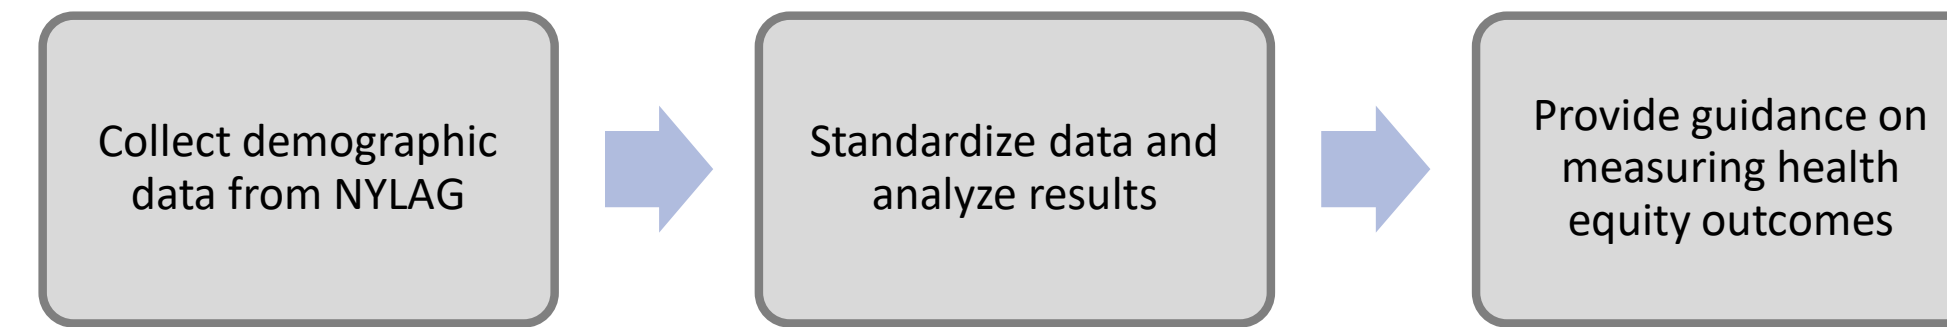 Collect demographic
data from NYLAG
Standardize data and
analyze results
Provide guidance on
measuring health
equity outcomes